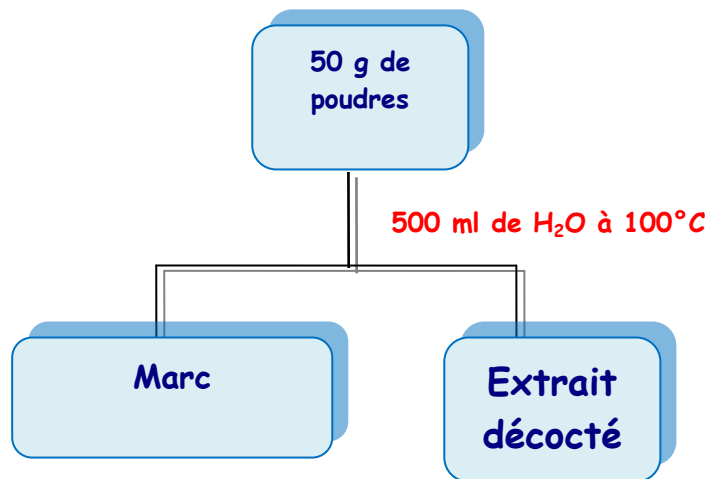 50 g de
poudres
500 ml de H₂O à 100°C
Marc
Extrait
décocté